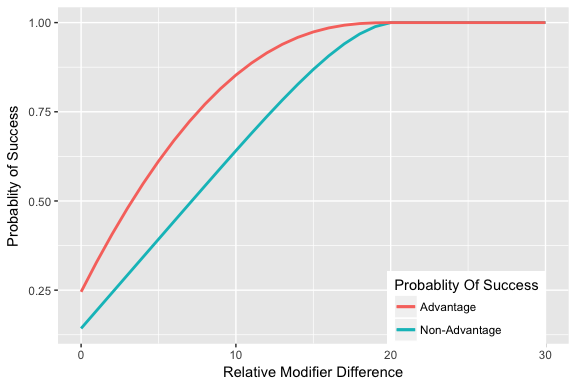 1.00
0.75
0.50
0.25
Probablity of Success
0
10
20
30
Relative Modifier Difference
Probablity Of Success
Advantage
Non-Advantage